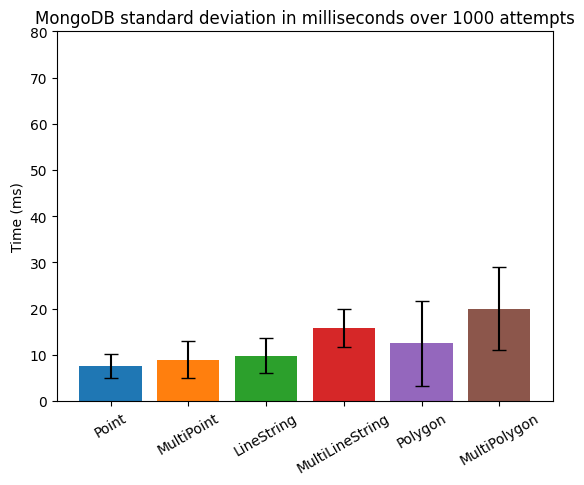 MongoDB standard deviation in milliseconds over 1000 attempts
80
70
60
50
40
30
20
10
0
Time (ms)
Point
MultiPoint
LineString
MultiLineString
Polygon
MultiPolygon